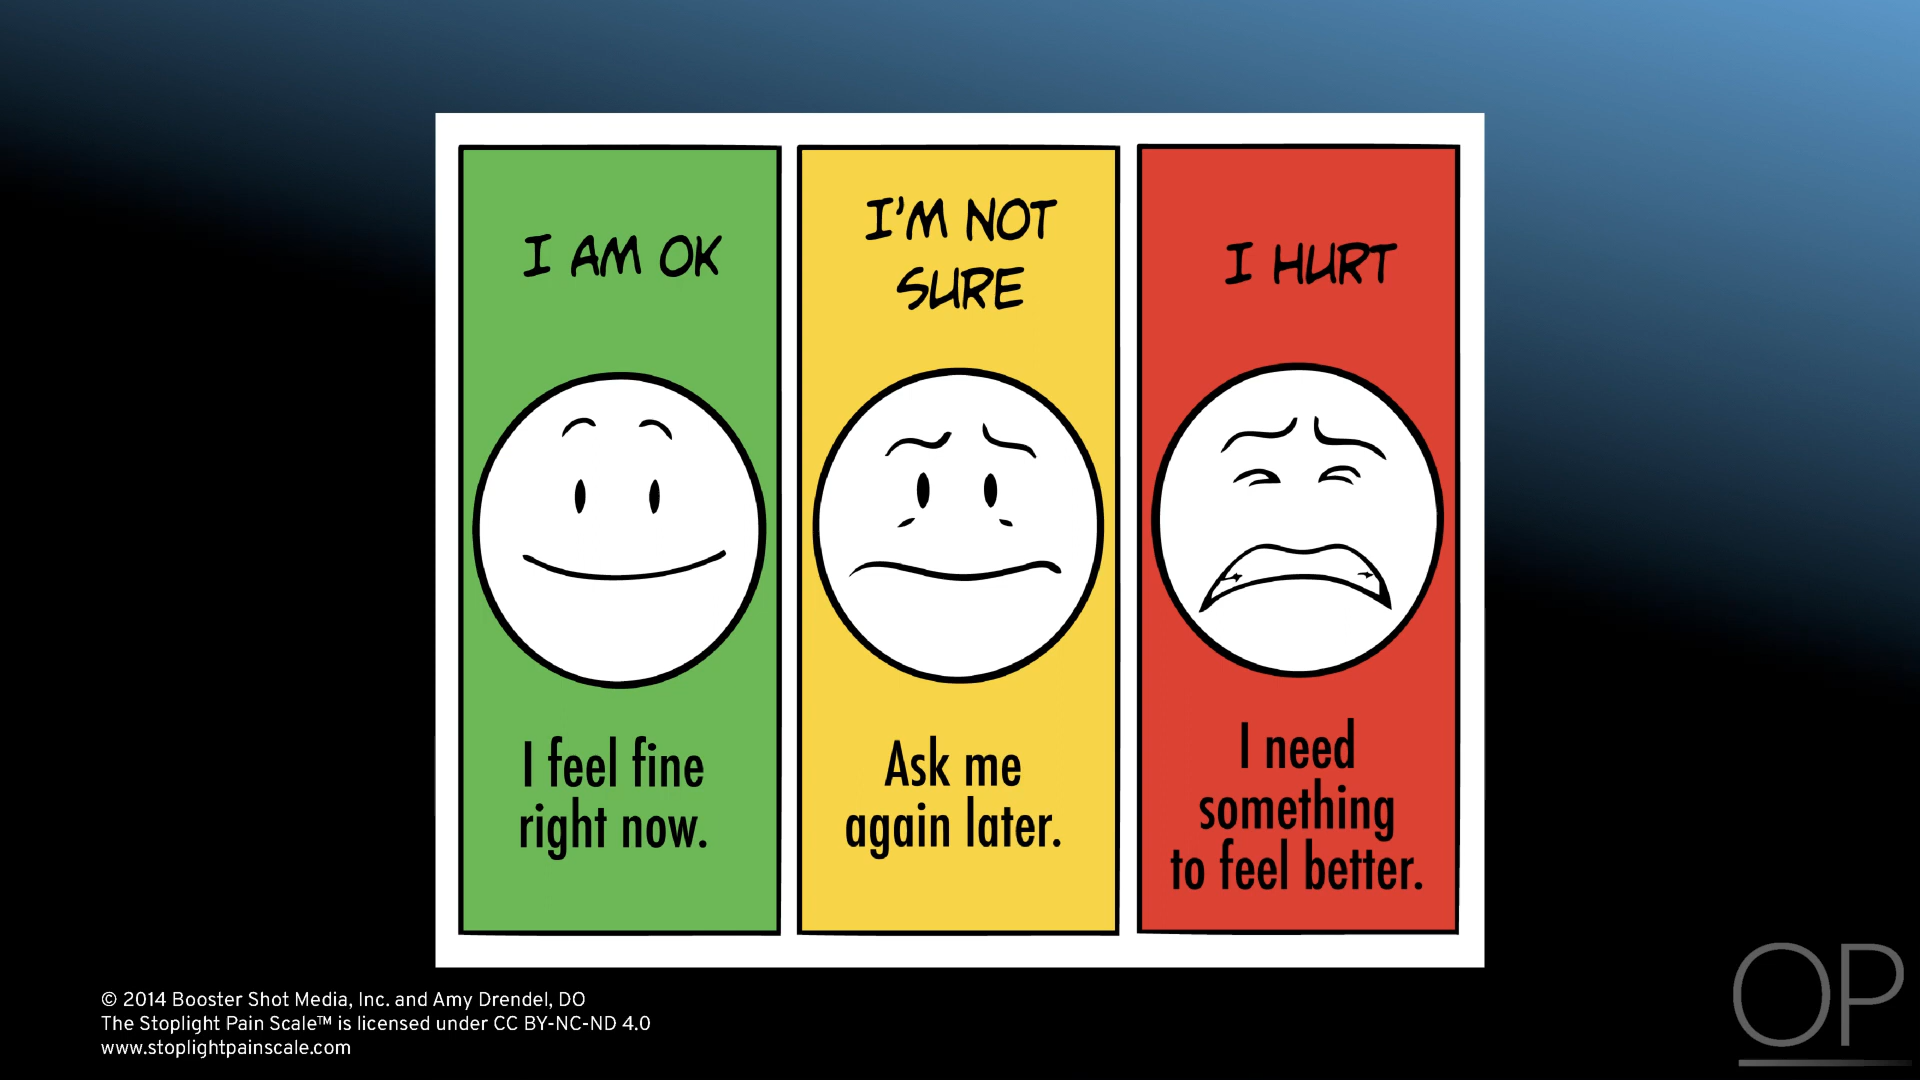 I AM OK
I feel fine
right now.
I'M NOT
SURE
Ask me
again later.
I HURT
I need
something
to feel better.
© 2014 Booster Shot Media, Inc. and Amy Drendel, DO
The Stoplight Pain Scale™ is licensed under CC BY-NC-ND 4.0
www.stoplightpainscale.com
OP